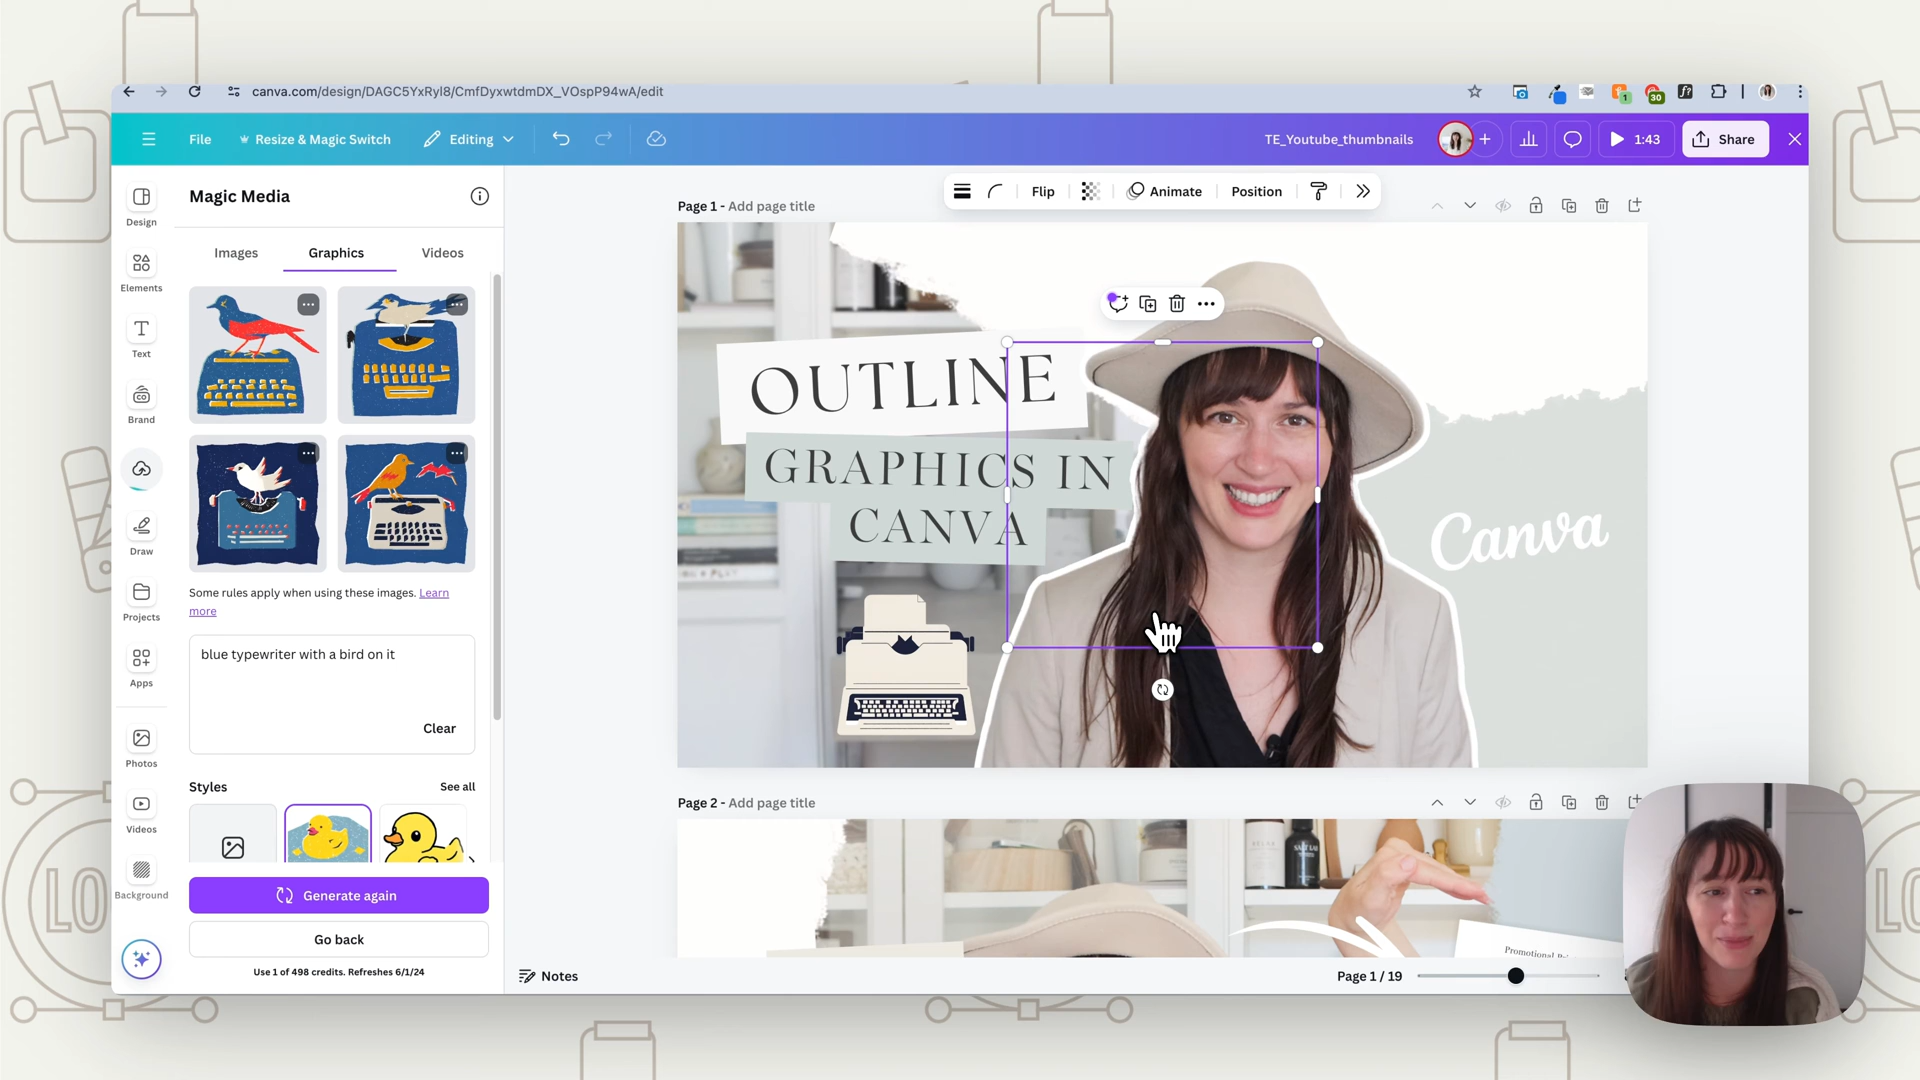 canva.com/design/DAGC5YxRyl8/CmfDyxwtdmDX_VOspP94wA/edit
1
30
f?
File
Resize & Magic Switch
Editing
TE_Youtube_thumbnails
1:43
Share
Magic Media
Images
Graphics
Videos
Design
Elements
Text
Brand
Draw
Projects
Apps
Photos
Videos
Background
Some rules apply when using these images. Learn
more
blue typewriter with a bird on it
Clear
Styles
See all
Generate again
Go back
Use 1 of 498 credits. Refreshes 6/1/24
Flip
Animate
Position
Page 1 - Add page title
OUTLINE
GRAPHICS IN
CANVA
Canva
Page 2 - Add page title
Promotional
Notes
Page 1 / 19
LO